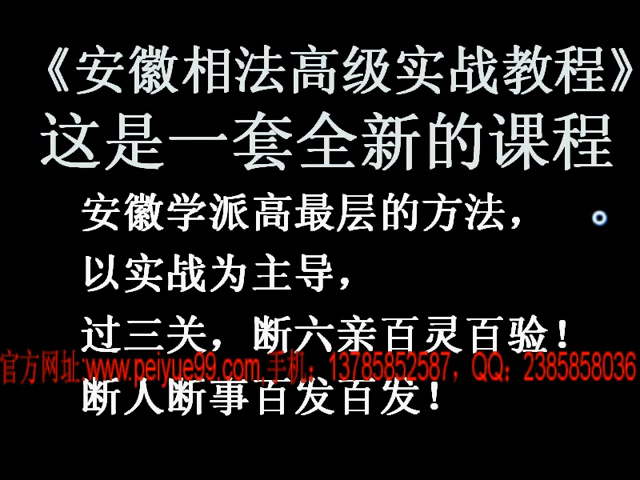 《安徽相法高级实战教程》
这是一套全新的课程
安徽学派高最层的方法，
以实战为主导，
过三关，断六亲百灵百验！
官方网址:www.peiyue99.com,手机：13785852587，QQ：2385858036
断人断事百发百发！